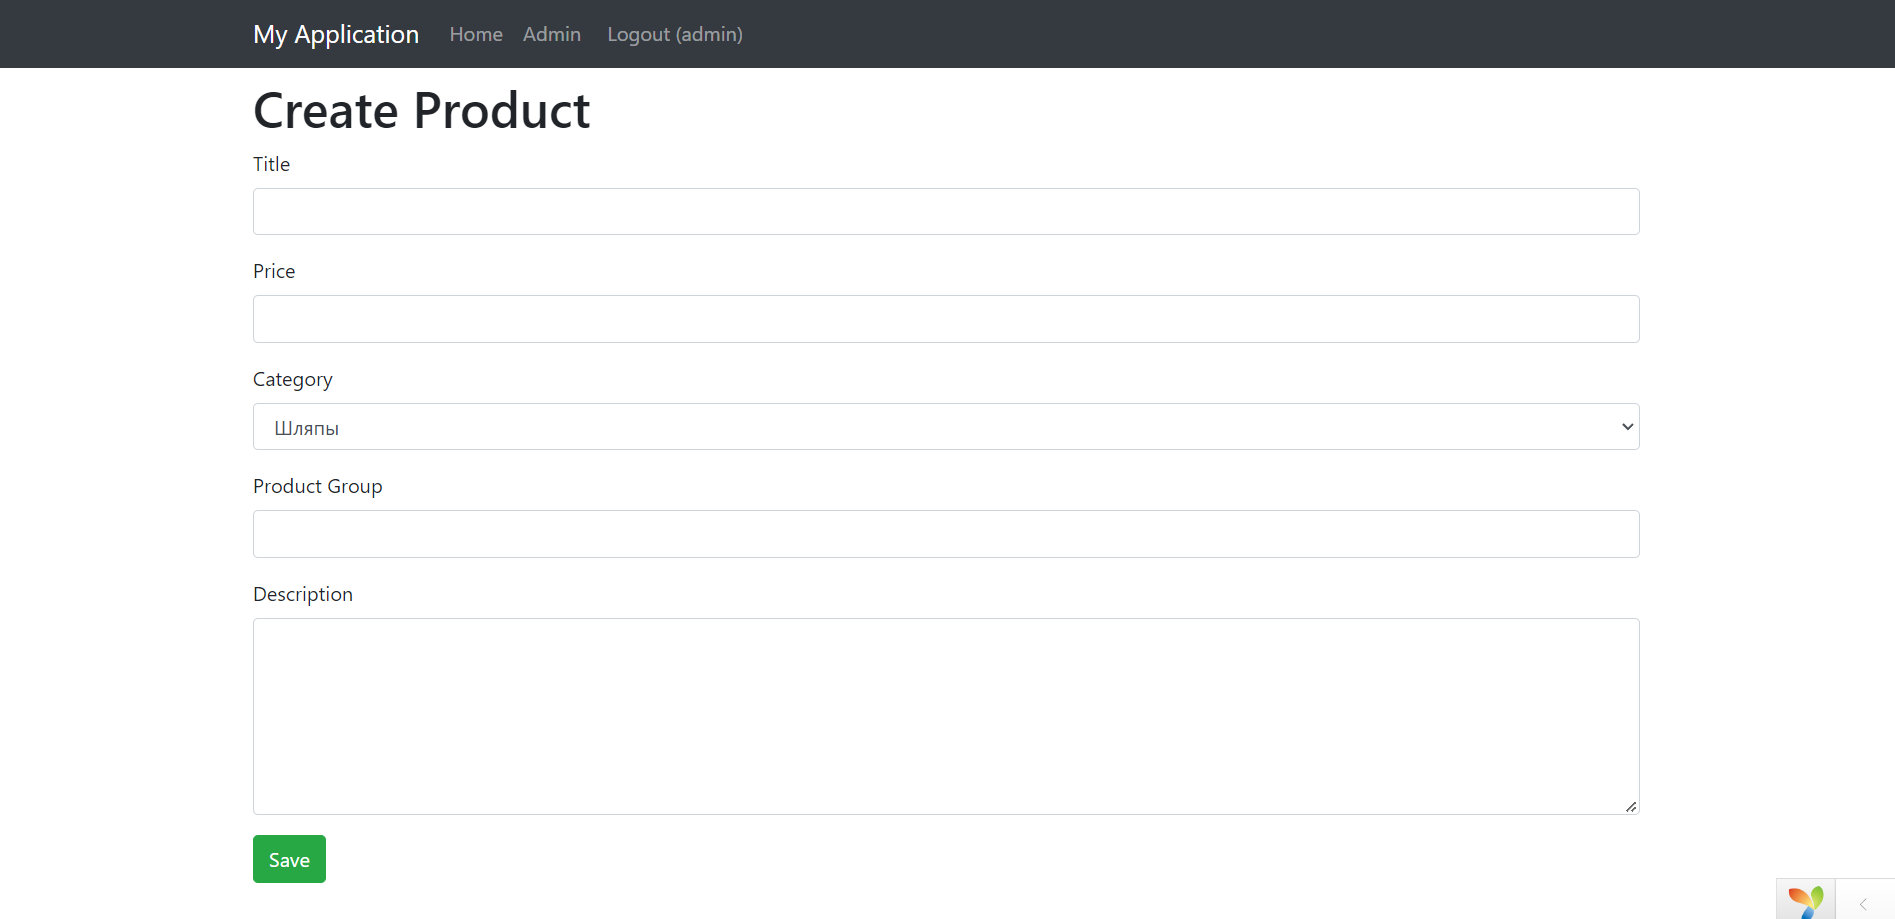 My Application Home Admin Logout (admin)
Create Product
Title
Price
Category
Шляпы
Product Group
Description
Save